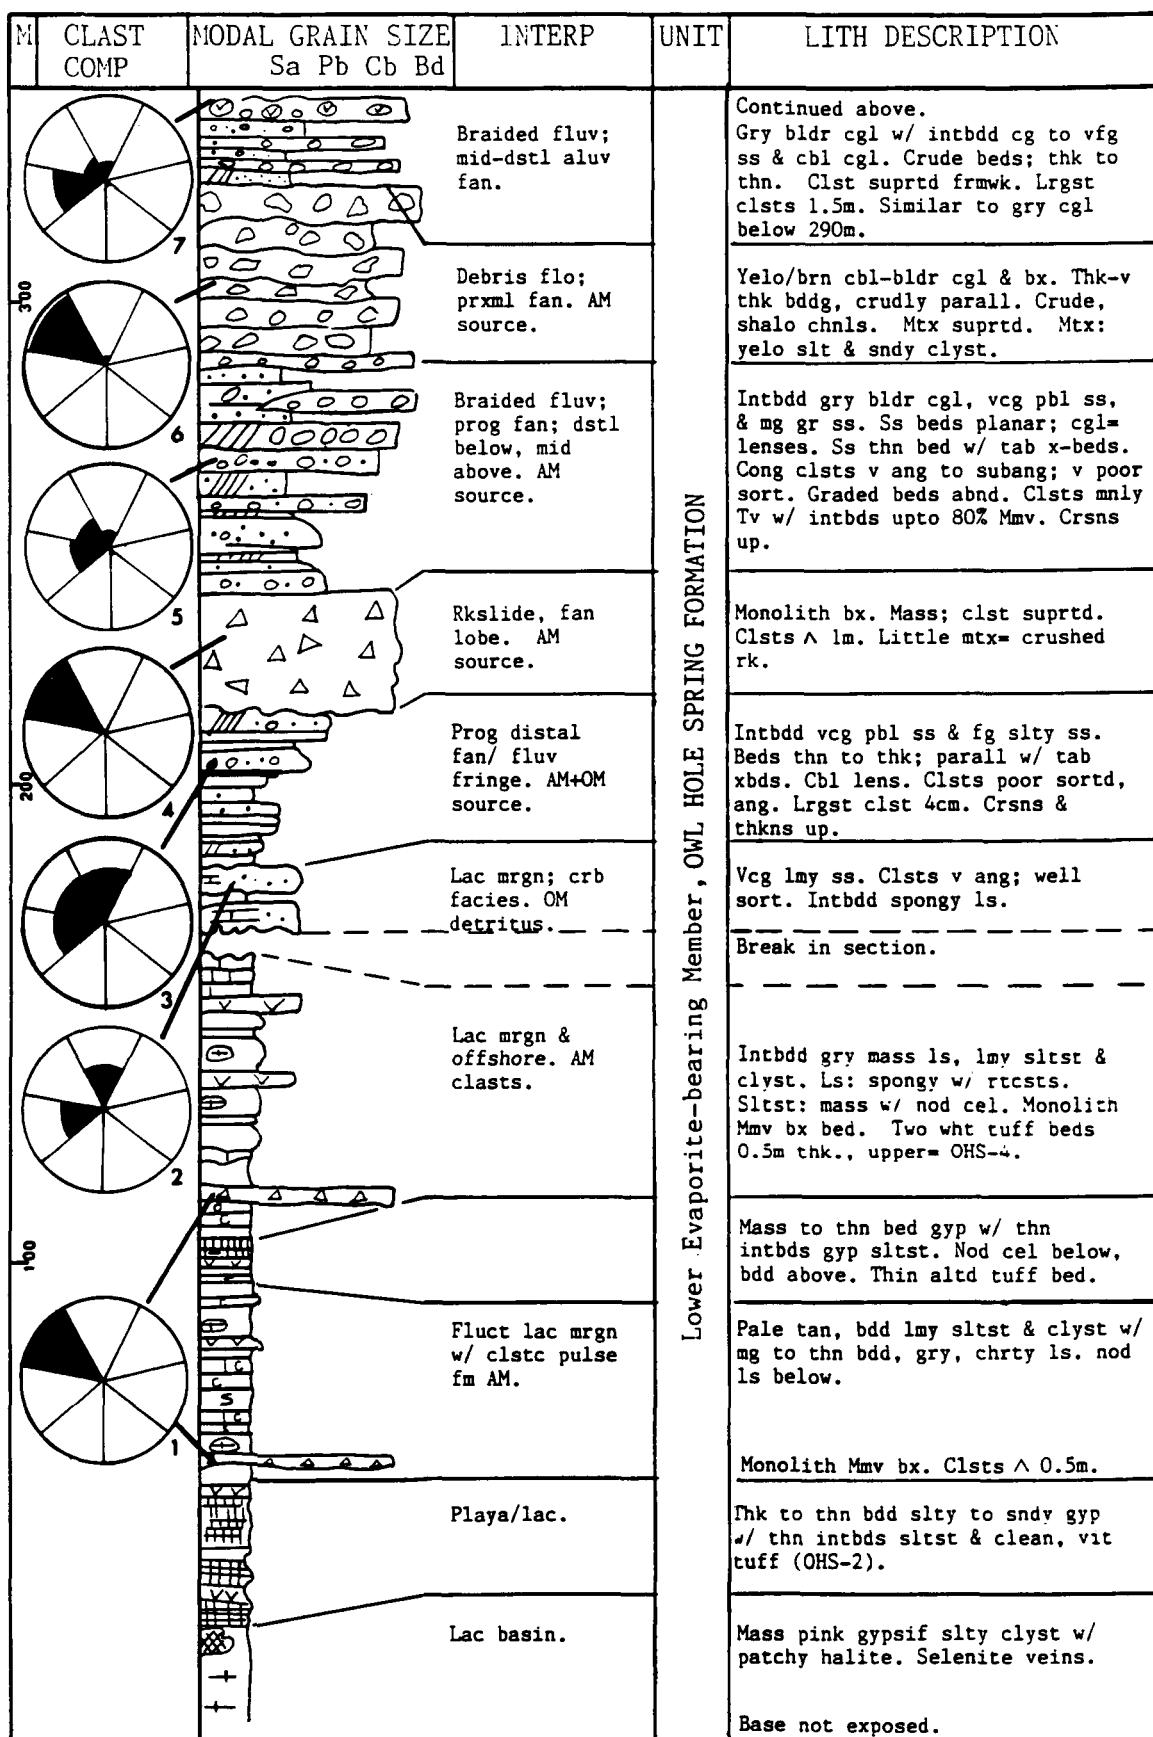 M CLAST COMP MODAL GRAIN SIZE INTERP UNIT LITH DESCRIPTION
Sa Pb Cb Bd
Continued above.
Braided fluv;
mid-dstl aluv
fan.
Gry bldr cgl w/ intbdd cg to vfg
ss & cbl cgl. Crude beds; thk to
thn. Clst suprtd frmwk. Lrgst
clsts 1.5m. Similar to gry cgl
below 290m.
7
Debris flo;
prxml fan. AM
source.
Yelo/brn cbl-bldr cgl & bx. Thk-v
thk bddg, crudly parall. Crude,
shalo chnls. Mtx suprtd. Mtx:
yelo slt & sndy clyst.
300
6
Braided fluv;
prog fan; dstl
below, mid
above. AM
source.
Intbdd gry bldr cgl, vcg pbl ss,
& mg gr ss. Ss beds planar; cgl=
lenses. Ss thn bed w/ tab x-beds.
Cong clsts v ang to subang; v poor
sort. Graded beds abnd. Clsts mnly
Tv w/ intbds upto 80% Mmv. Crsns
up.
5
Rkslide, fan
lobe. AM
source.
Monolith bx. Mass; clst suprtd.
Clsts ∧ 1m. Little mtx= crushed
rk.
4
Prog distal
fan/ fluv
fringe. AM+OM
source.
Intbdd vcg pbl ss & fg slty ss.
Beds thn to thk; parall w/ tab
xbds. Cbl lens. Clsts poor sortd,
ang. Lrgst clst 4cm. Crsns &
thkns up.
200
3
Lac mrgn; crb
facies. OM
detritus.
Vcg lmy ss. Clsts v ang; well
sort. Intbdd spongy ls.
Break in section.
2
Lac mrgn &
offshore. AM
clasts.
Intbdd gry mass ls, lmy sltst &
clyst. Ls: spongy w/ rtcsts.
Sltst: mass w/ nod cel. Monolith
Mmv bx bed. Two wht tuff beds
0.5m thk., upper= OHS-4.
100
Mass to thn bed gyp w/ thn
intbds gyp sltst. Nod cel below,
bdd above. Thin altd tuff bed.
1
Fluct lac mrgn
w/ clstc pulse
fm AM.
Pale tan, bdd lmy sltst & clyst w/
mg to thn bdd, gry, chrty ls. nod
ls below.
Monolith Mmv bx. Clsts ∧ 0.5m.
Playa/lac.
Thk to thn bdd slty to sndy gyp
w/ thn intbds sltst & clean, vit
tuff (OHS-2).
Lac basin.
Mass pink gypsif slty clyst w/
patchy halite. Selenite veins.
Base not exposed.
Lower Evaporite-bearing Member, OWL HOLE SPRING FORMATION